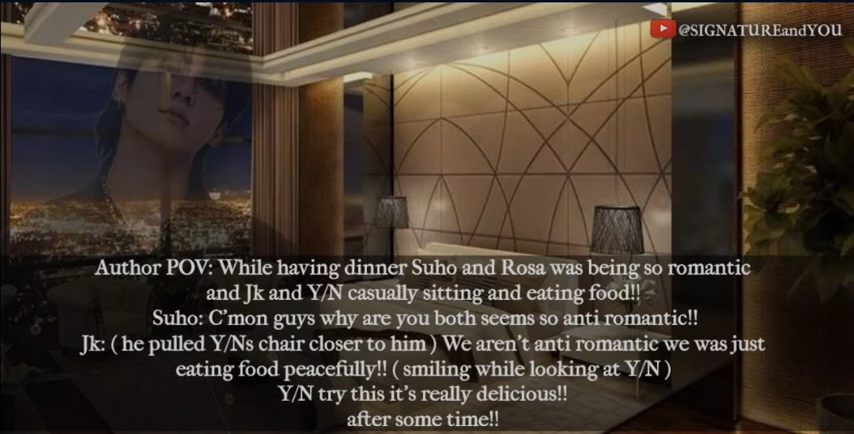 @SIGNATUREandYOU
Author POV: While having dinner Suho and Rosa was being so romantic
and Jk and Y/N casually sitting and eating food!!
Suho: C'mon guys why are you both seems so anti romantic!!
Jk: ( he pulled Y/Ns chair closer to him ) We aren't anti romantic we was just
eating food peacefully!! ( smiling while looking at Y/N )
Y/N try this it's really delicious!!
after some time!!